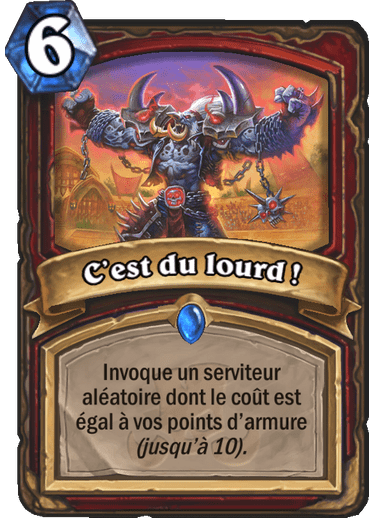 6
C'est du lourd !
Invoque un serviteur
aléatoire dont le coût est
égal à vos points d'armure
(jusqu'à 10).